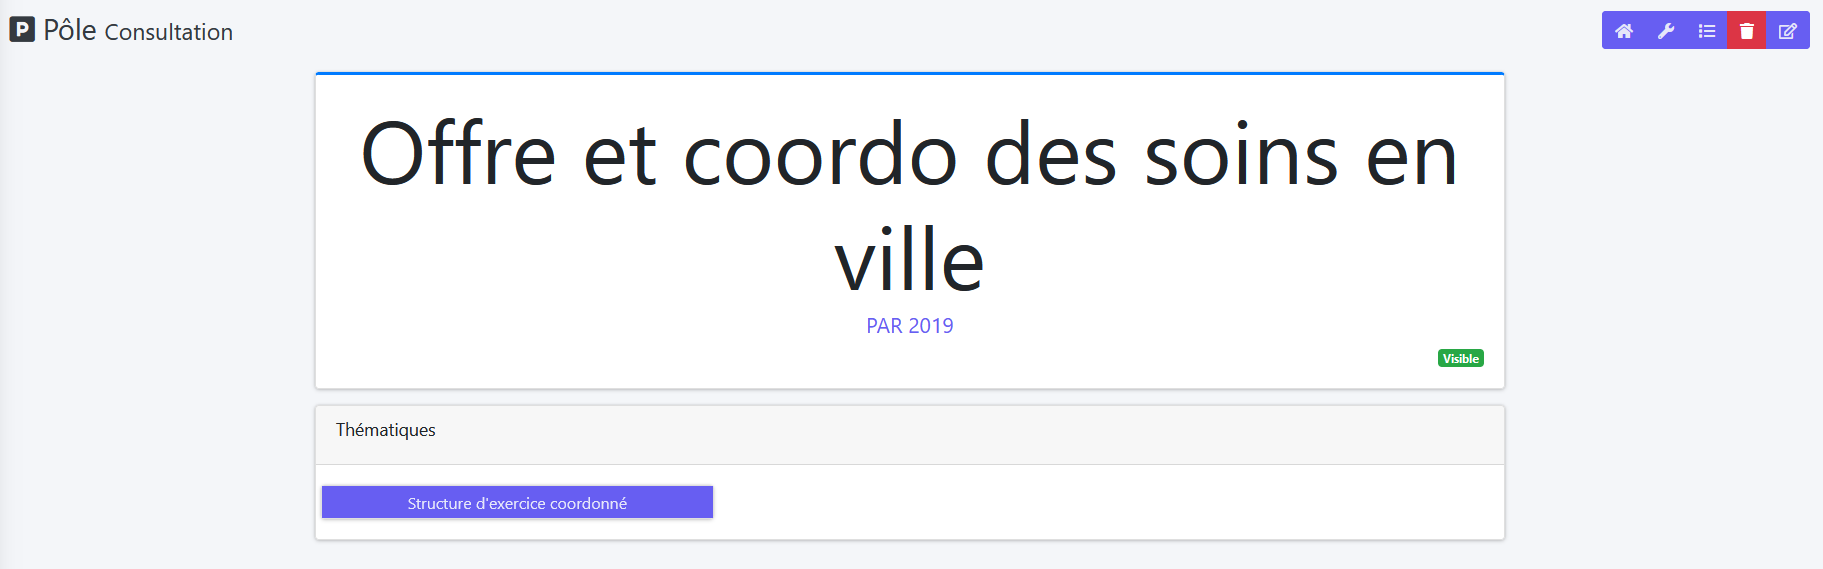 P Pôle Consultation
Offre et coordo des soins en
ville
PAR 2019
Visible
Thématiques
Structure d'exercice coordonné